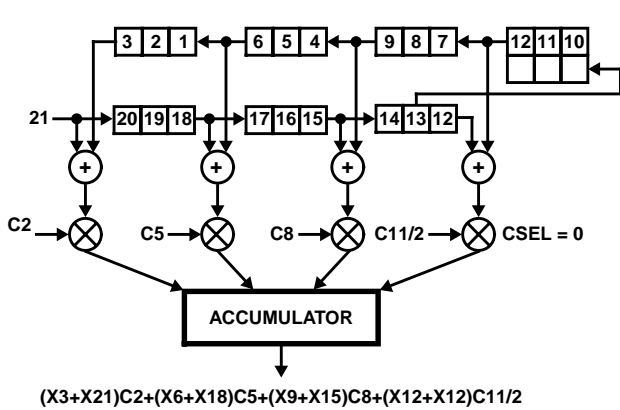 3 2 1 6 5 4 9 8 7 12 11 10
21 20 19 18 17 16 15 14 13 12
+ + + +
C2 C5 C8 C11/2 CSEL = 0
ACCUMULATOR
(X3+X21)C2+(X6+X18)C5+(X9+X15)C8+(X12+X12)C11/2